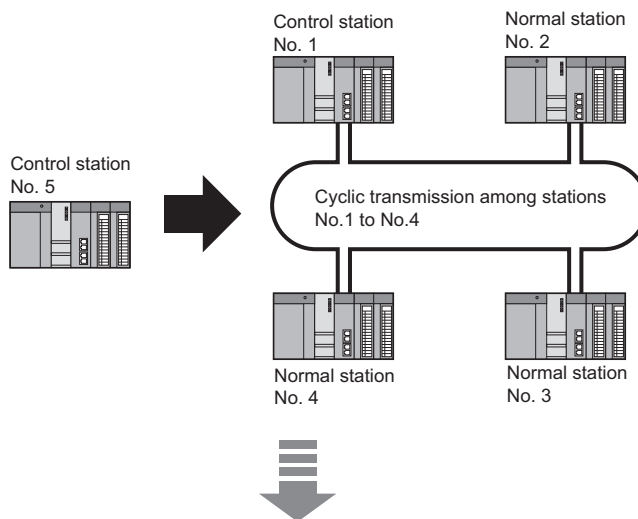 Control station
No. 1
Normal station
No. 2
Control station
No. 5
Cyclic transmission among stations
No.1 to No.4
Normal station
No. 4
Normal station
No. 3